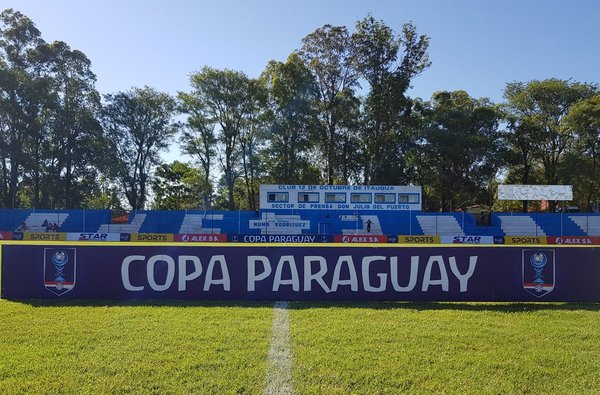 CLUB 12 DE OCTUBRE DE ITAUGUA
SECTOR DE PRENSA DON JULIO DEL PUERTO
SPORTS STAR SPORTS ALEX S.A. COPA PARAGUAY ALEX S.A. SPORTS STAR SPORTS ALEX S.A.
COPA PARAGUAY